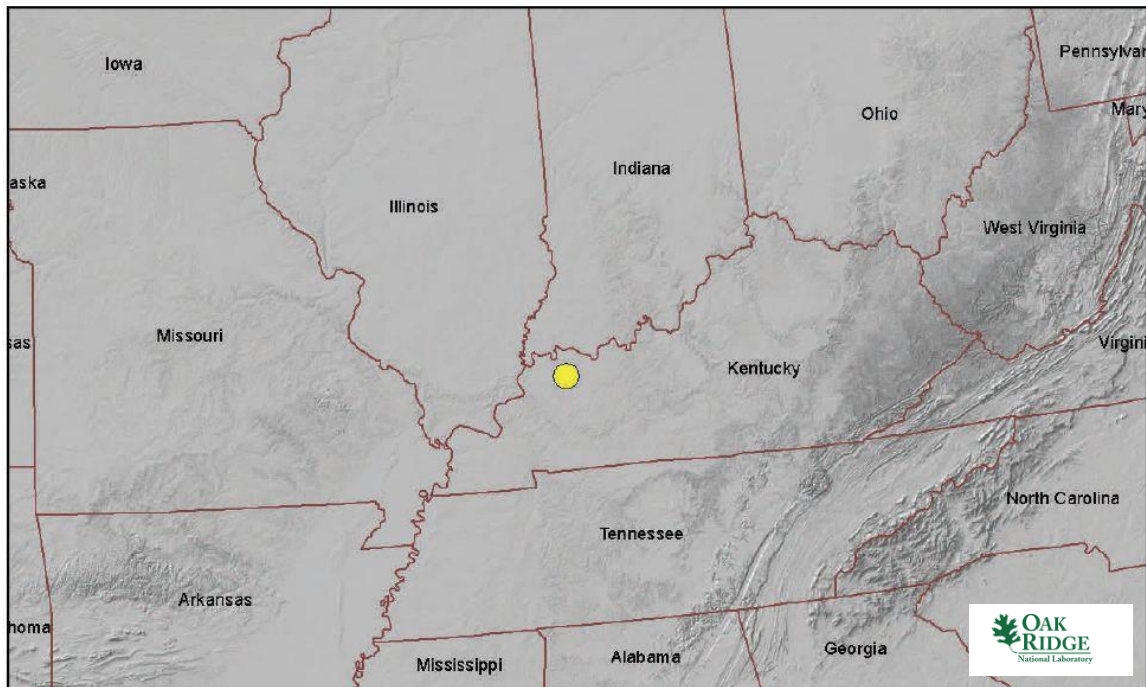 Iowa
Pennsylvan
Ohio
Mary
Indiana
aska
Illinois
West Virginia
Missouri
sas
Virgini
Kentucky
North Carolina
Tennessee
Arkansas
homa
OAK
RIDGE
National Laboratory
Georgia
Alabama
Mississippi